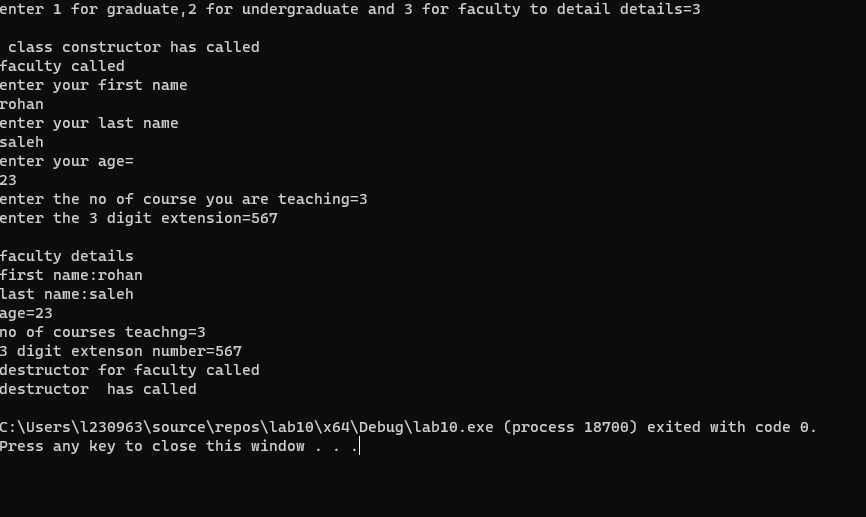 enter 1 for graduate,2 for undergraduate and 3 for faculty to detail details=3
class constructor has called
faculty called
enter your first name
rohan
enter your last name
saleh
enter your age=
23
enter the no of course you are teaching=3
enter the 3 digit extension=567
faculty details
first name:rohan
last name:saleh
age=23
no of courses teachng=3
3 digit extenson number=567
destructor for faculty called
destructor  has called
C:\Users\l230963\source\repos\lab10\x64\Debug\lab10.exe (process 18700) exited with code 0.
Press any key to close this window . . .